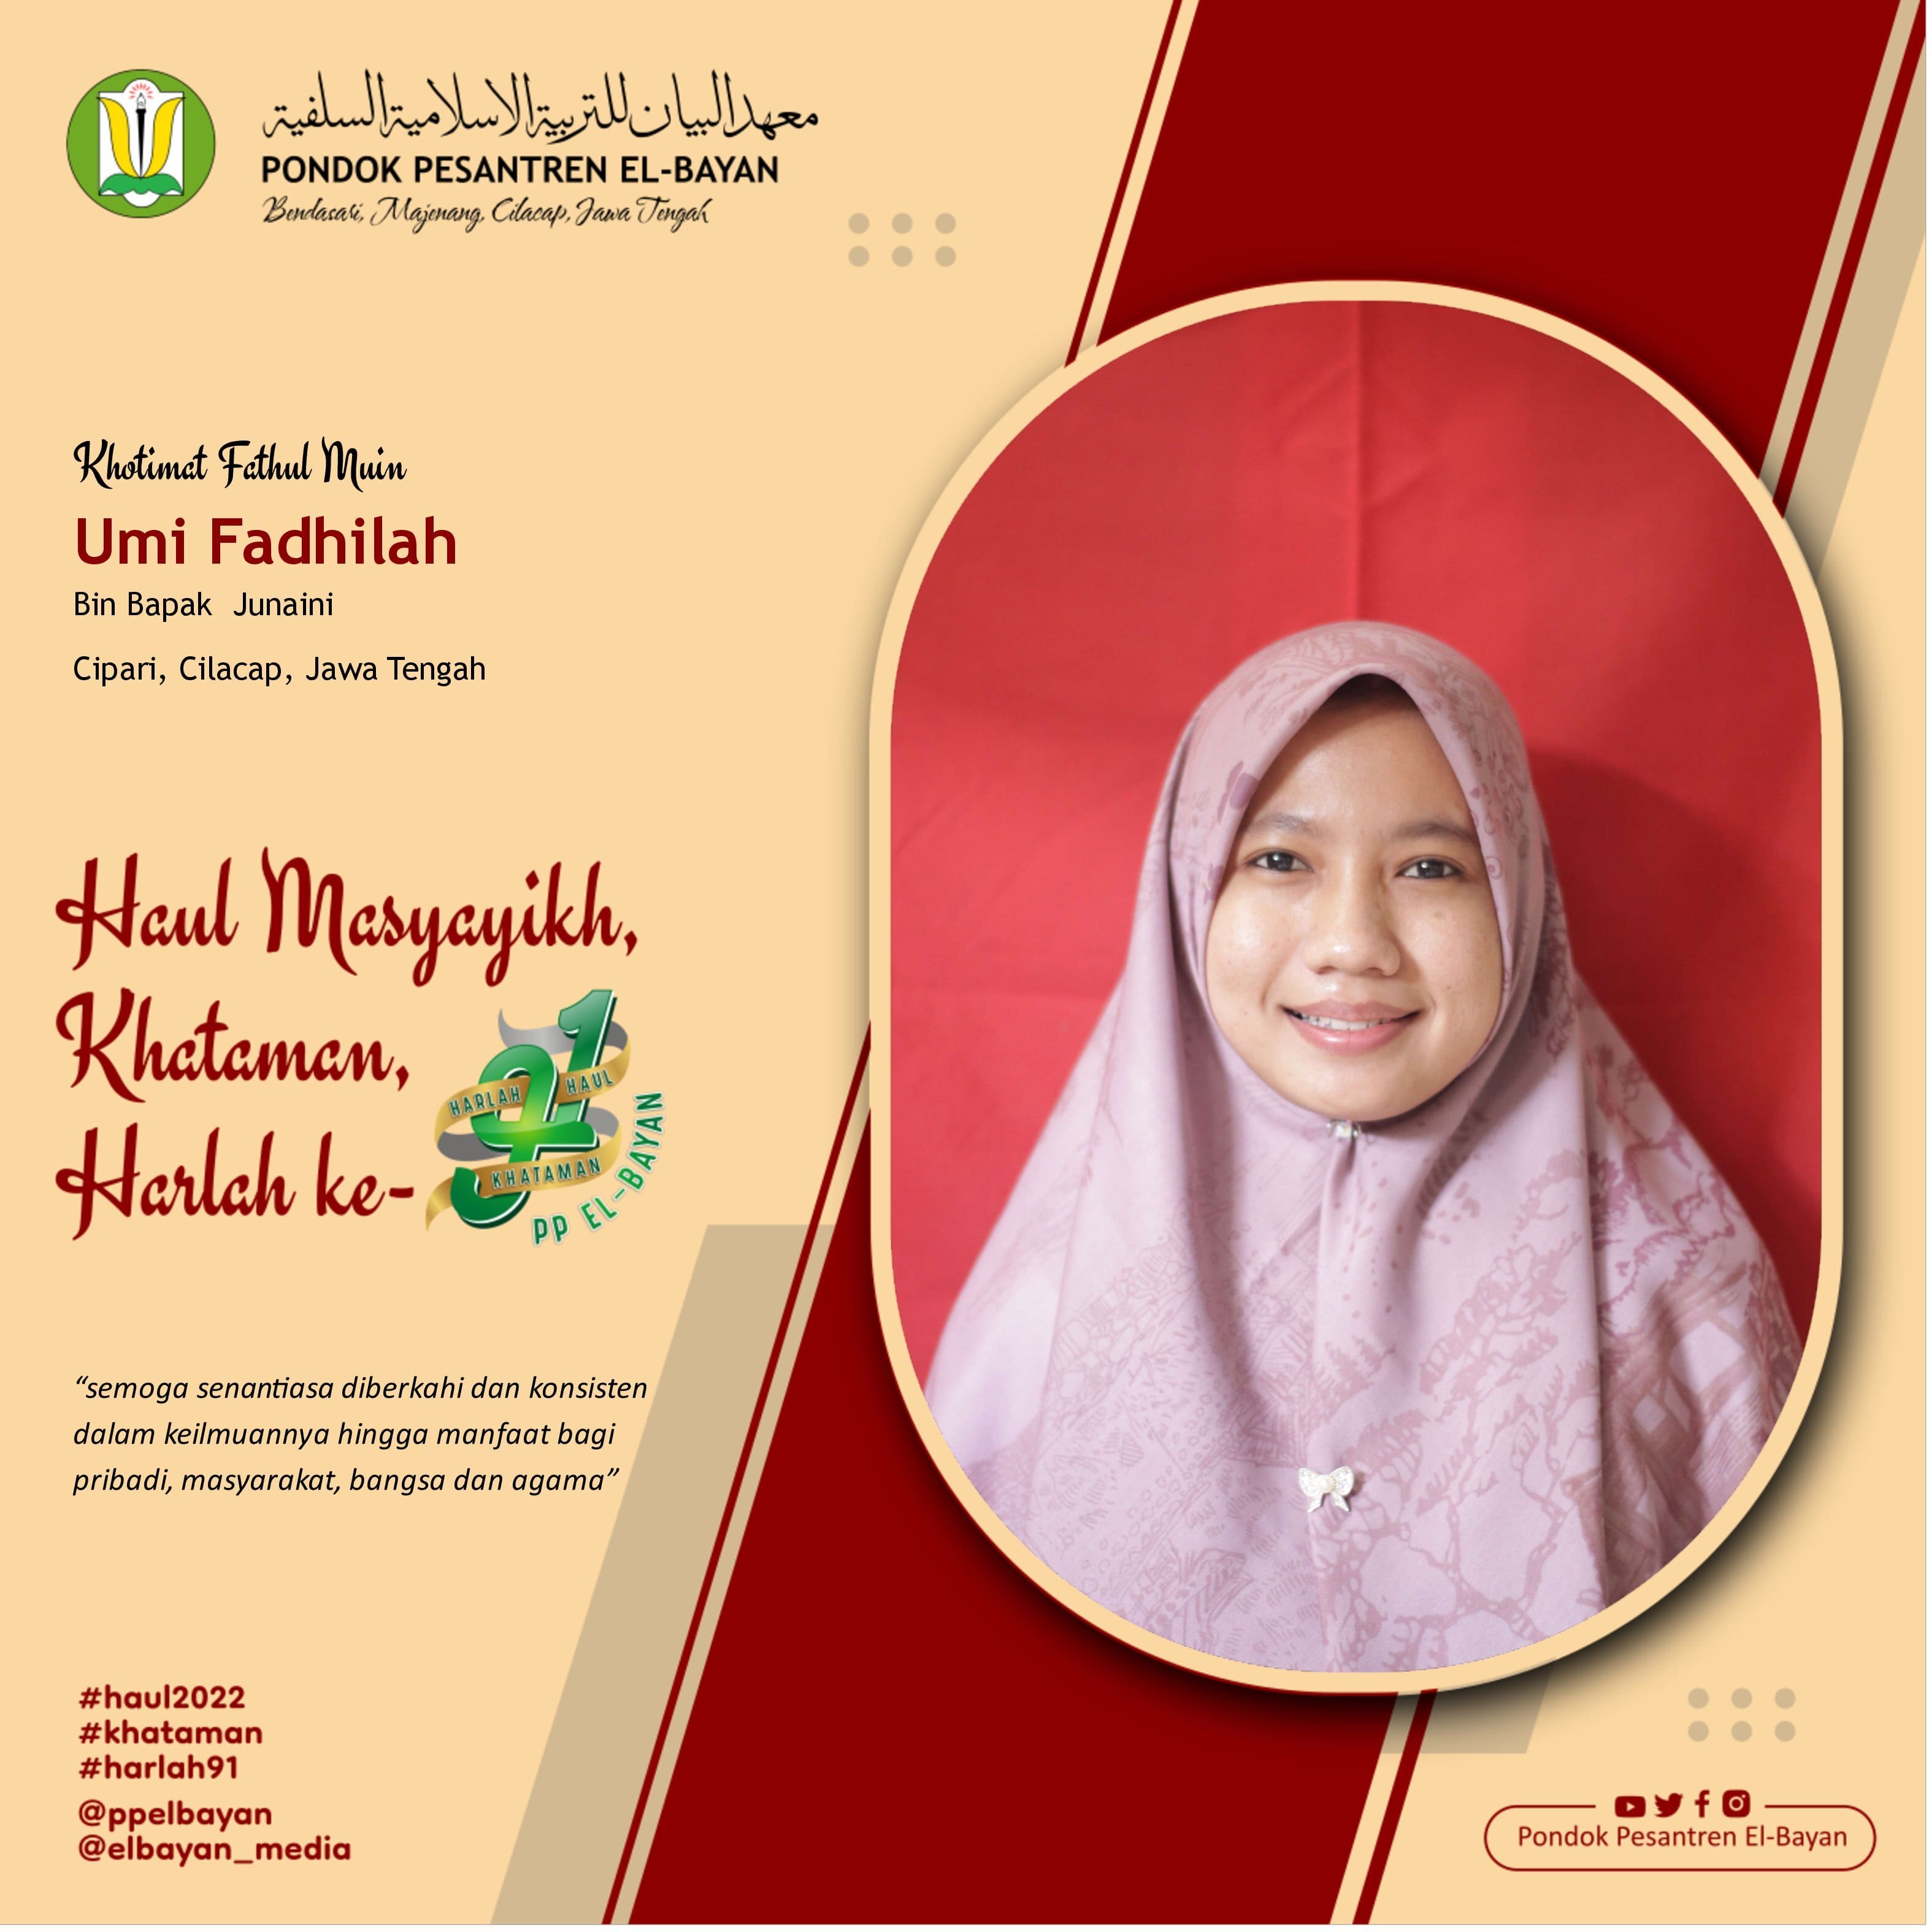 معهد البيان للتربية الاسلامية السلفية
PONDOK PESANTREN EL-BAYAN
Bendasari, Majenang, Cilacap, Jawa Tengah
Khotimat Fathul Muin
Umi Fadhilah
Bin Bapak Junaini
Cipari, Cilacap, Jawa Tengah
Haul Masyayikh,
Khataman,
Harlah ke-
91
HARLAH HAUL
KHATAMAN
PP EL-BAYAN
“semoga senantiasa diberkahi dan konsisten
dalam keilmuannya hingga manfaat bagi
pribadi, masyarakat, bangsa dan agama”
#haul2022
#khataman
#harlah91
@ppelbayan
@elbayan_media
Pondok Pesantren El-Bayan